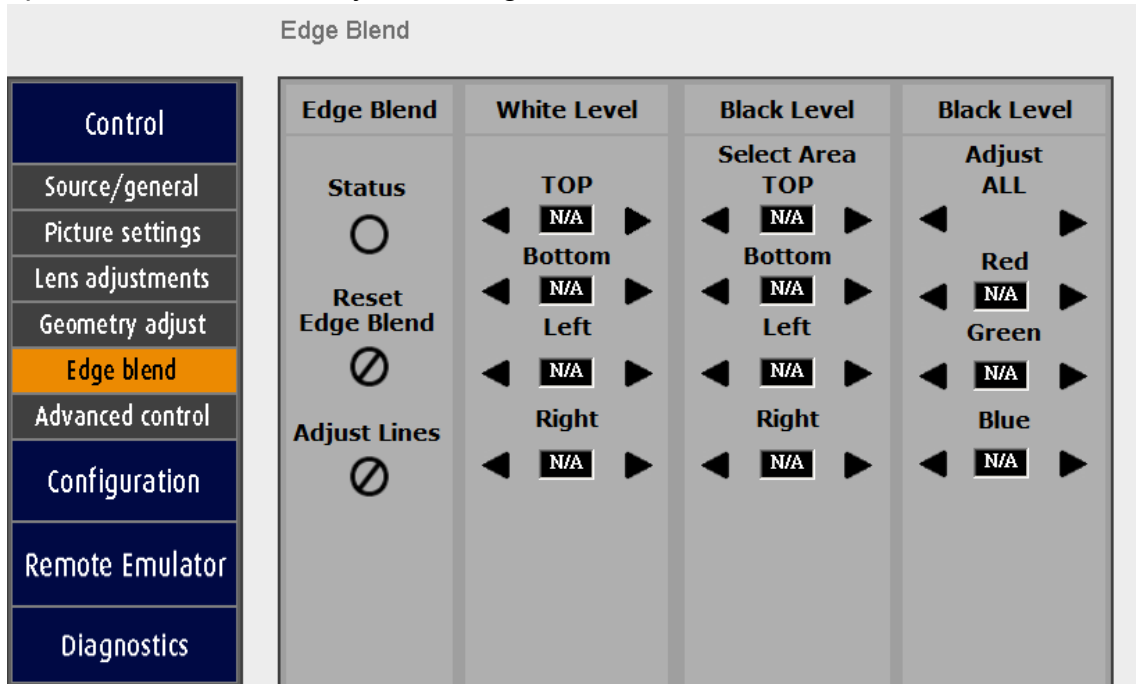 Edge Blend
Control
Source/general
Picture settings
Lens adjustments
Geometry adjust
Edge blend
Advanced control
Configuration
Remote Emulator
Diagnostics
Edge Blend
Status
Reset
Edge Blend
Adjust Lines
White Level
TOP
N/A
Bottom
N/A
Left
N/A
Right
N/A
Black Level
Select Area
TOP
N/A
Bottom
N/A
Left
N/A
Right
N/A
Black Level
Adjust
ALL
Red
N/A
Green
N/A
Blue
N/A